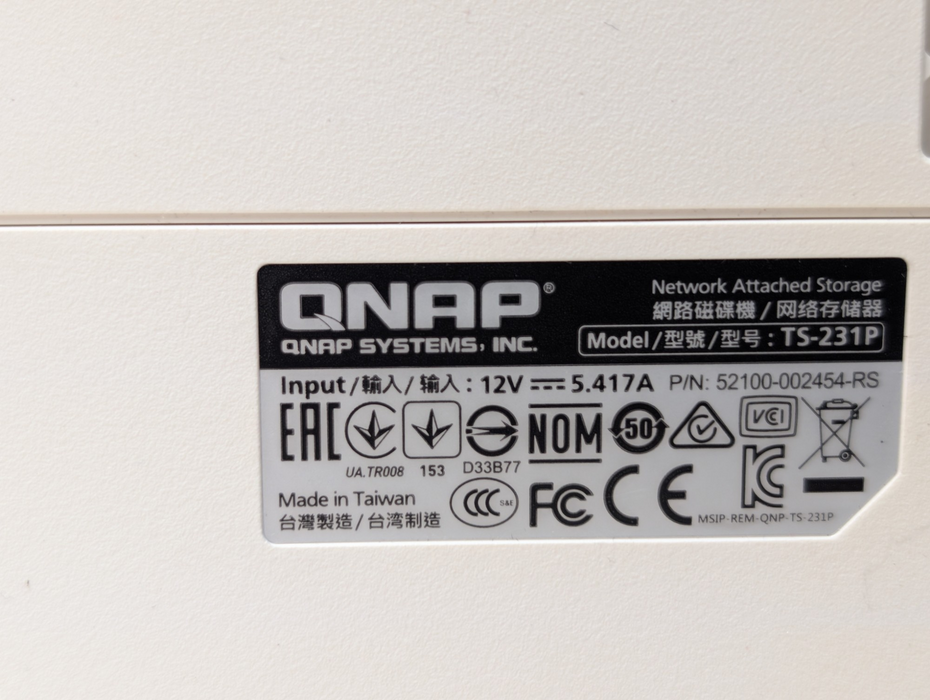 QNAP®
QNAP SYSTEMS, INC.
Network Attached Storage
網路磁碟機 / 网络存储器
Model / 型號 / 型号 : TS-231P
Input / 輸入 / 输入 : 12V ⎓ 5.417A P/N: 52100-002454-RS
EAC
UA.TR008
153
D33B77
NOM
50
VCI
Made in Taiwan
台灣製造 / 台湾制造
CCC S&E
FC CE
KC
MSIP-REM-QNP-TS-231P